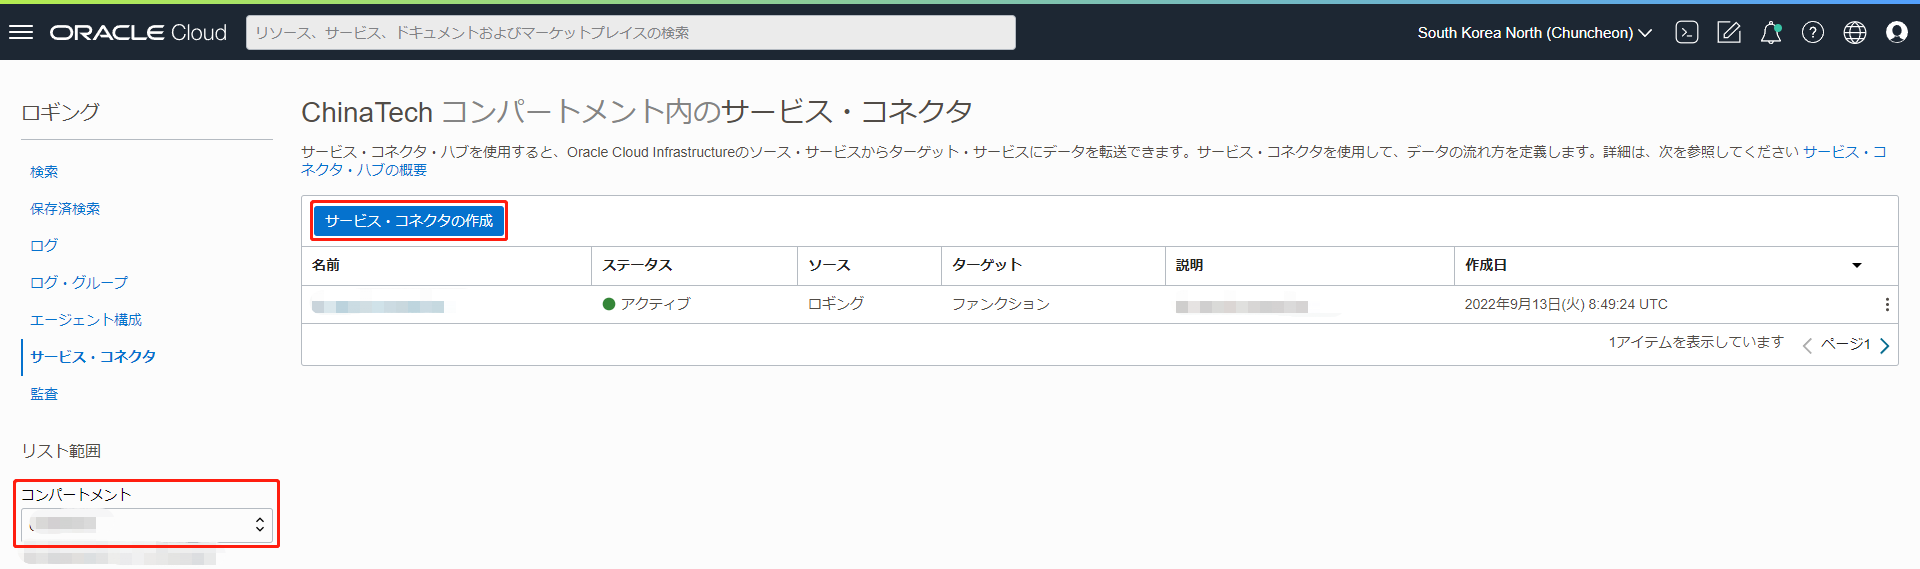 ORACLE Cloud
リソース、サービス、ドキュメントおよびマーケットプレイスの検索
South Korea North (Chuncheon)
ロギング
検索
保存済検索
ログ
ログ・グループ
エージェント構成
サービス・コネクタ
監査
リスト範囲
コンパートメント
ChinaTech コンパートメント内のサービス・コネクタ
サービス・コネクタ・ハブを使用すると、Oracle Cloud Infrastructureのソース・サービスからターゲット・サービスにデータを転送できます。サービス・コネクタを使用して、データの流れ方を定義します。詳細は、次を参照してください サービス・コ
ネクタ・ハブの概要
サービス・コネクタの作成
名前 ステータス ソース ターゲット 説明 作成日
アクティブ ロギング ファンクション 2022年9月13日(火) 8:49:24 UTC
1アイテムを表示しています ページ1